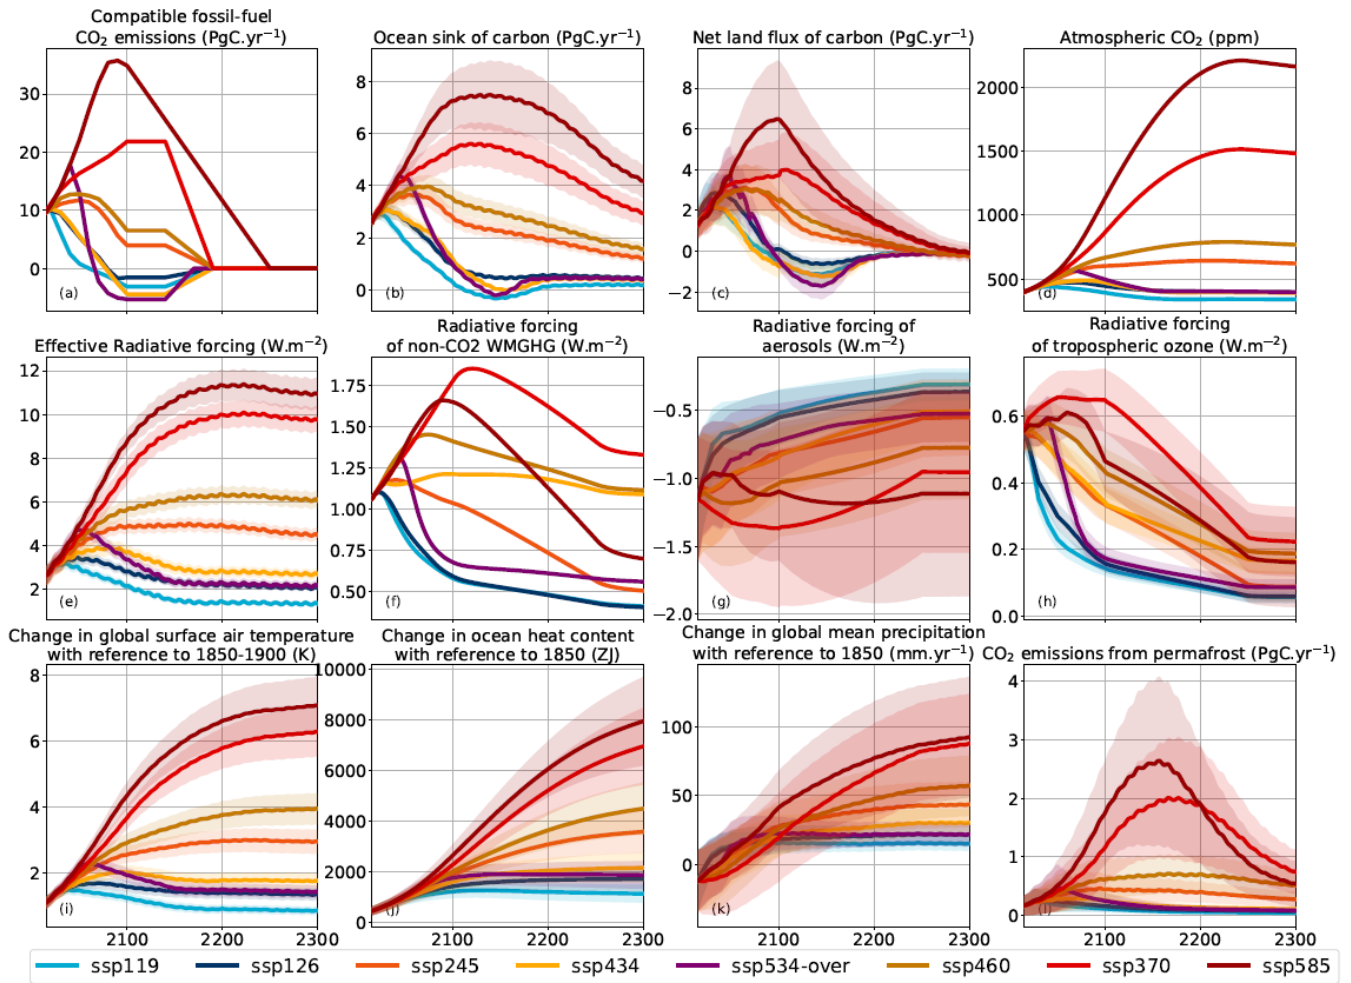 Compatible fossil-fuel
CO₂ emissions (PgC.yr⁻¹)
Ocean sink of carbon (PgC.yr⁻¹)
Net land flux of carbon (PgC.yr⁻¹)
Atmospheric CO₂ (ppm)
30
20
10
0
(a)
8
6
4
2
0
(b)
8
6
4
2
0
−2
(c)
2000
1500
1000
500
(d)
Effective Radiative forcing (W.m⁻²)
Radiative forcing
of non-CO2 WMGHG (W.m⁻²)
Radiative forcing of
aerosols (W.m⁻²)
Radiative forcing
of tropospheric ozone (W.m⁻²)
12
10
8
6
4
2
(e)
1.75
1.50
1.25
1.00
0.75
0.50
(f)
−0.5
−1.0
−1.5
−2.0
(g)
0.6
0.4
0.2
0.0
(h)
Change in global surface air temperature
with reference to 1850-1900 (K)
Change in ocean heat content
with reference to 1850 (ZJ)
Change in global mean precipitation
with reference to 1850 (mm.yr⁻¹)
CO₂ emissions from permafrost (PgC.yr⁻¹)
8
6
4
2
(i)
2100 2200 2300
10000
8000
6000
4000
2000
0
(j)
2100 2200 2300
100
50
0
(k)
2100 2200 2300
4
3
2
1
0
(l)
2100 2200 2300
ssp119 ssp126 ssp245 ssp434 ssp534-over ssp460 ssp370 ssp585